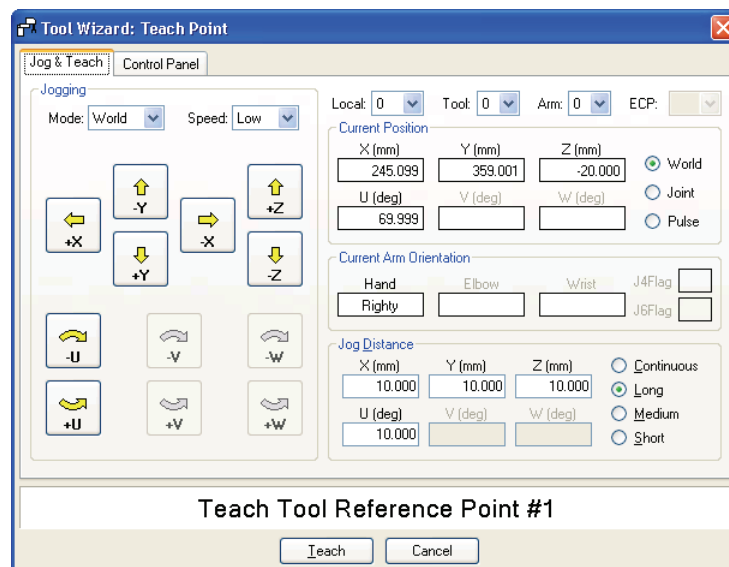 Tool Wizard: Teach Point
Jog & Teach
Control Panel
Jogging
Mode: World
Speed: Low
-Y
+Z
+X
-X
+Y
-Z
-U
-V
-W
+U
+V
+W
Local: 0
Tool: 0
Arm: 0
ECP:
Current Position
X (mm) Y (mm) Z (mm)
245.099 359.001 -20.000
U (deg) V (deg) W (deg)
69.999
World
Joint
Pulse
Current Arm Orientation
Hand Elbow Wrist
Righty
J4Flag
J6Flag
Jog Distance
X (mm) Y (mm) Z (mm)
10.000 10.000 10.000
U (deg) V (deg) W (deg)
10.000
Continuous
Long
Medium
Short
Teach Tool Reference Point #1
Teach
Cancel